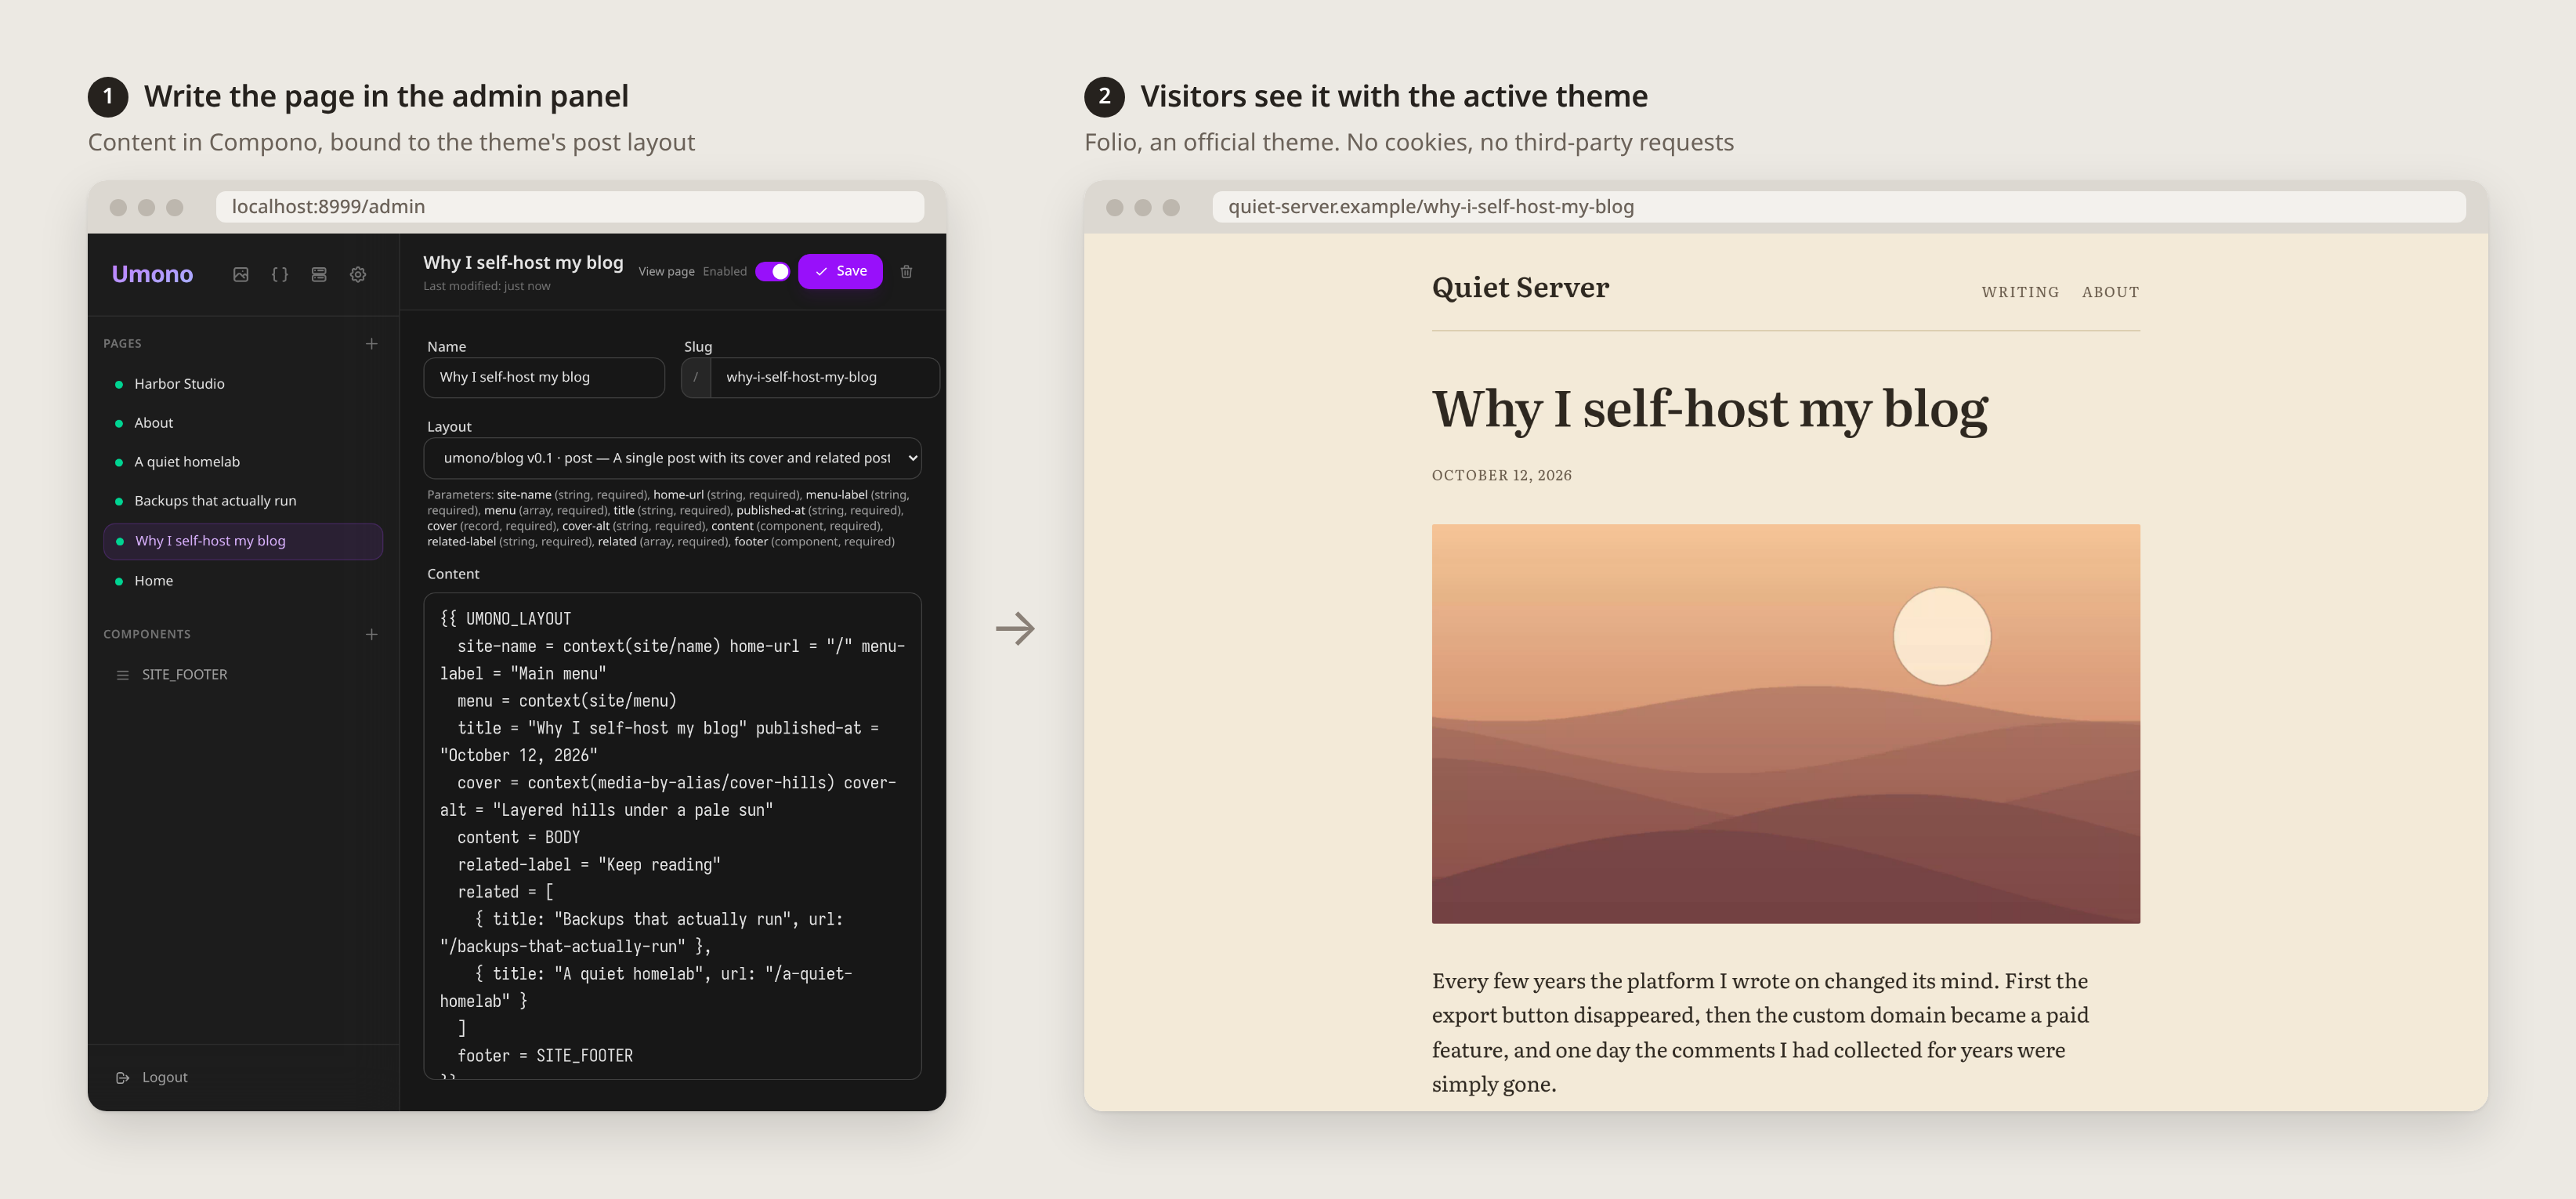 1 Write the page in the admin panel
Content in Compono, bound to the theme's post layout
localhost:8999/admin
Umono
PAGES
Harbor Studio
About
A quiet homelab
Backups that actually run
Why I self-host my blog
Home
COMPONENTS
SITE_FOOTER
Logout
Why I self-host my blog
Last modified: just now
View page Enabled Save
Name
Why I self-host my blog
Slug
/ why-i-self-host-my-blog
Layout
umono/blog v0.1 · post — A single post with its cover and related post
Parameters: site-name (string, required), home-url (string, required), menu-label (string,
required), menu (array, required), title (string, required), published-at (string, required),
cover (record, required), cover-alt (string, required), content (component, required),
related-label (string, required), related (array, required), footer (component, required)
Content
{{ UMONO_LAYOUT
site-name = context(site/name) home-url = "/" menu-
label = "Main menu"
menu = context(site/menu)
title = "Why I self-host my blog" published-at =
"October 12, 2026"
cover = context(media-by-alias/cover-hills) cover-
alt = "Layered hills under a pale sun"
content = BODY
related-label = "Keep reading"
related = [
{ title: "Backups that actually run", url:
"/backups-that-actually-run" },
{ title: "A quiet homelab", url: "/a-quiet-
homelab" }
]
footer = SITE_FOOTER
}}
2 Visitors see it with the active theme
Folio, an official theme. No cookies, no third-party requests
quiet-server.example/why-i-self-host-my-blog
Quiet Server
WRITING ABOUT
Why I self-host my blog
OCTOBER 12, 2026
Every few years the platform I wrote on changed its mind. First the
export button disappeared, then the custom domain became a paid
feature, and one day the comments I had collected for years were
simply gone.